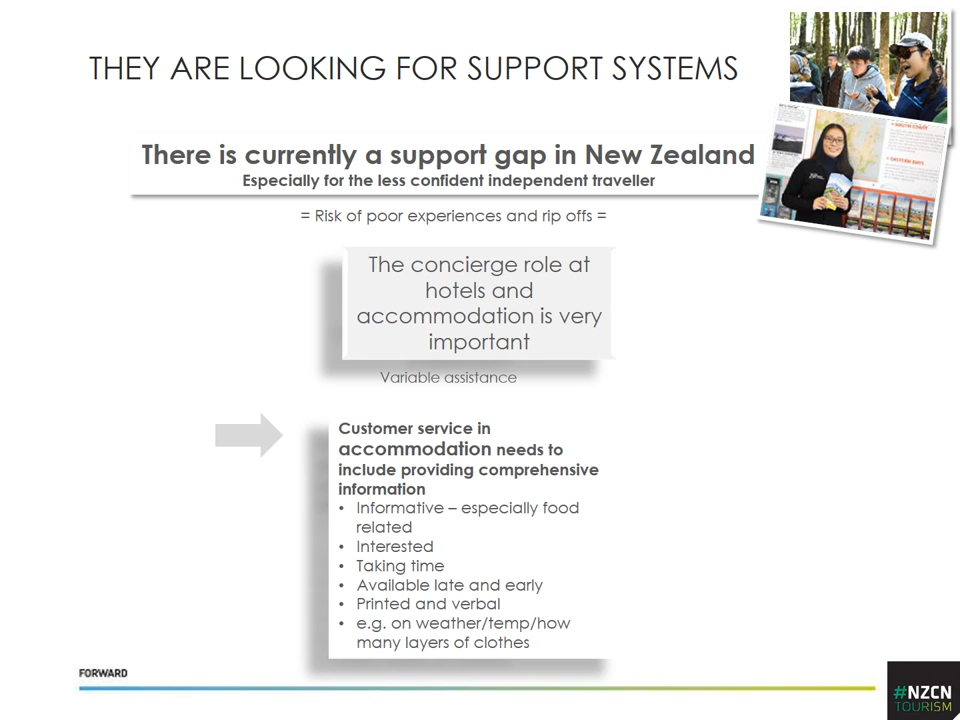 THEY ARE LOOKING FOR SUPPORT SYSTEMS
There is currently a support gap in New Zealand
Especially for the less confident independent traveller
= Risk of poor experiences and rip offs =
The concierge role at
hotels and
accommodation is very
important
Variable assistance
Customer service in
accommodation needs to
include providing comprehensive
information
• Informative – especially food
related
• Interested
• Taking time
• Available late and early
• Printed and verbal
• e.g. on weather/temp/how
many layers of clothes
FORWARD
#NZCN
TOURISM